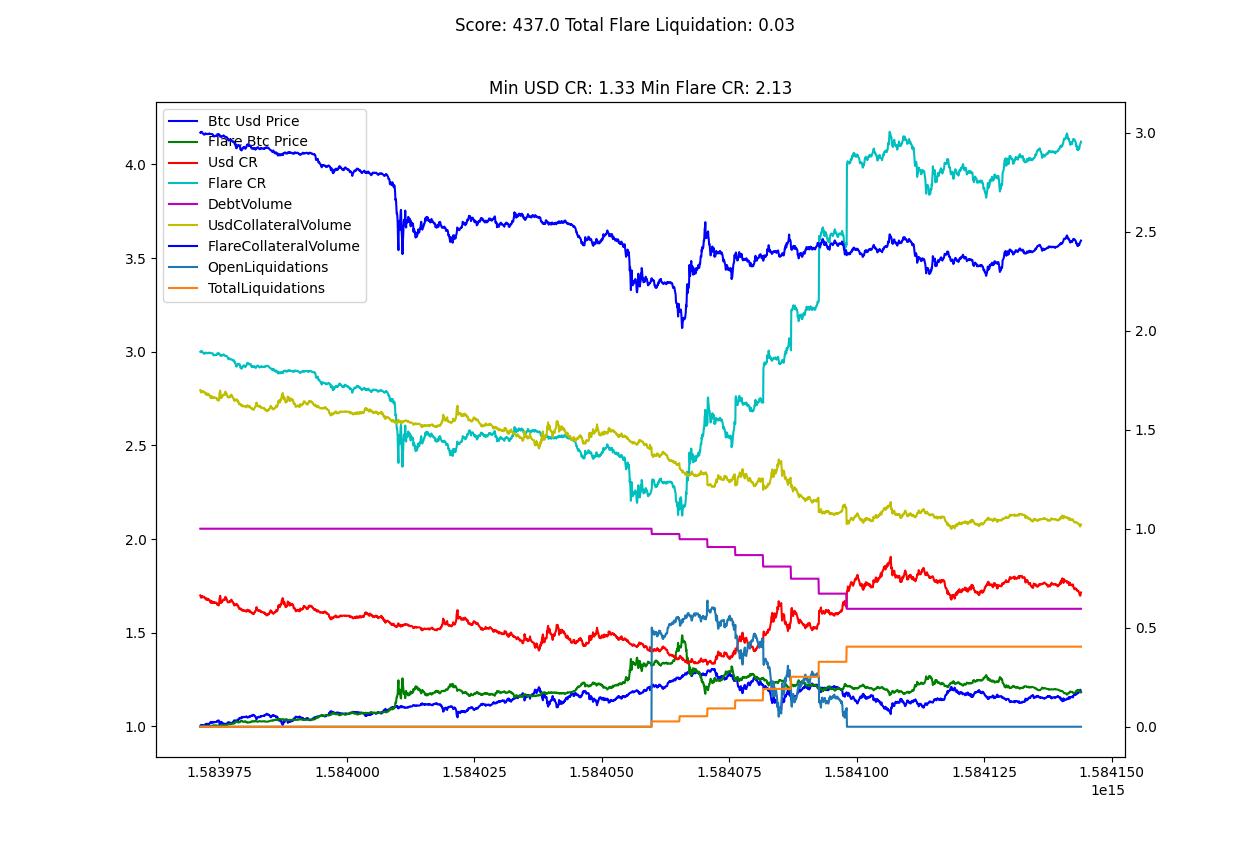 Score: 437.0 Total Flare Liquidation: 0.03
Min USD CR: 1.33 Min Flare CR: 2.13
Btc Usd Price
Flare Btc Price
Usd CR
Flare CR
DebtVolume
UsdCollateralVolume
FlareCollateralVolume
OpenLiquidations
TotalLiquidations
4.0
3.5
3.0
2.5
2.0
1.5
1.0
3.0
2.5
2.0
1.5
1.0
0.5
0.0
1.583975 1.584000 1.584025 1.584050 1.584075 1.584100 1.584125 1.584150
1e15